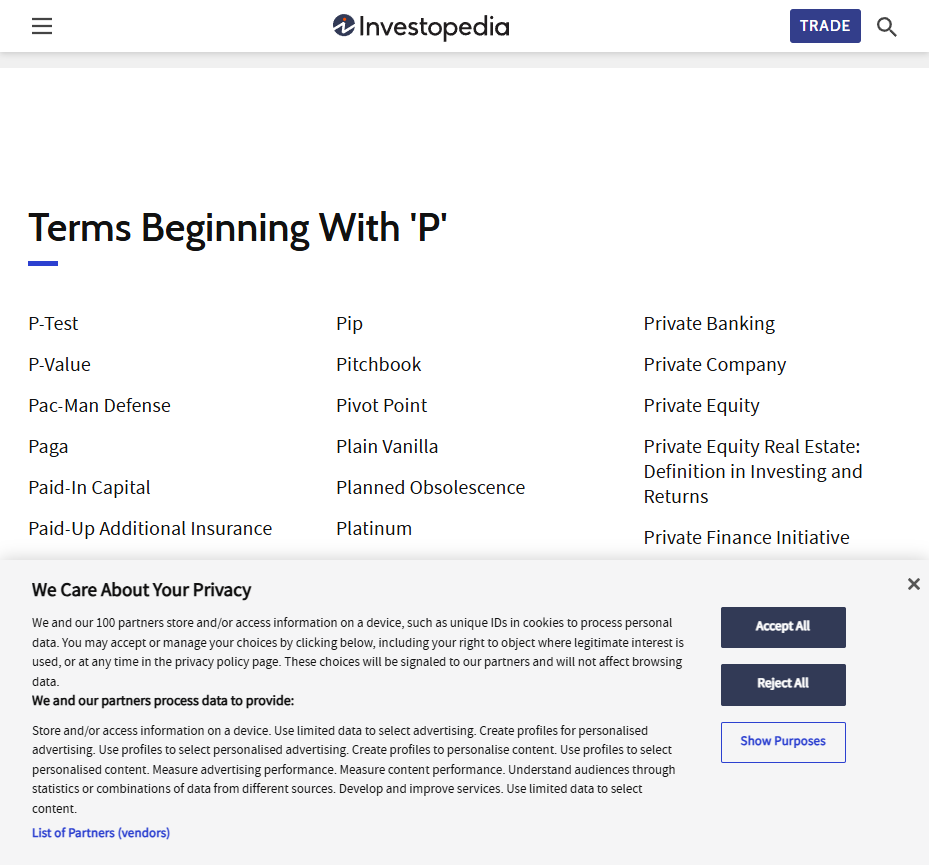 Investopedia
TRADE
Terms Beginning With 'P'
P-Test
P-Value
Pac-Man Defense
Paga
Paid-In Capital
Paid-Up Additional Insurance
Pip
Pitchbook
Pivot Point
Plain Vanilla
Planned Obsolescence
Platinum
Private Banking
Private Company
Private Equity
Private Equity Real Estate:
Definition in Investing and
Returns
Private Finance Initiative
We Care About Your Privacy
We and our 100 partners store and/or access information on a device, such as unique IDs in cookies to process personal
data. You may accept or manage your choices by clicking below, including your right to object where legitimate interest is
used, or at any time in the privacy policy page. These choices will be signaled to our partners and will not affect browsing
data.
We and our partners process data to provide:
Store and/or access information on a device. Use limited data to select advertising. Create profiles for personalised
advertising. Use profiles to select personalised advertising. Create profiles to personalise content. Use profiles to select
personalised content. Measure advertising performance. Measure content performance. Understand audiences through
statistics or combinations of data from different sources. Develop and improve services. Use limited data to select
content.
List of Partners (vendors)
Accept All
Reject All
Show Purposes